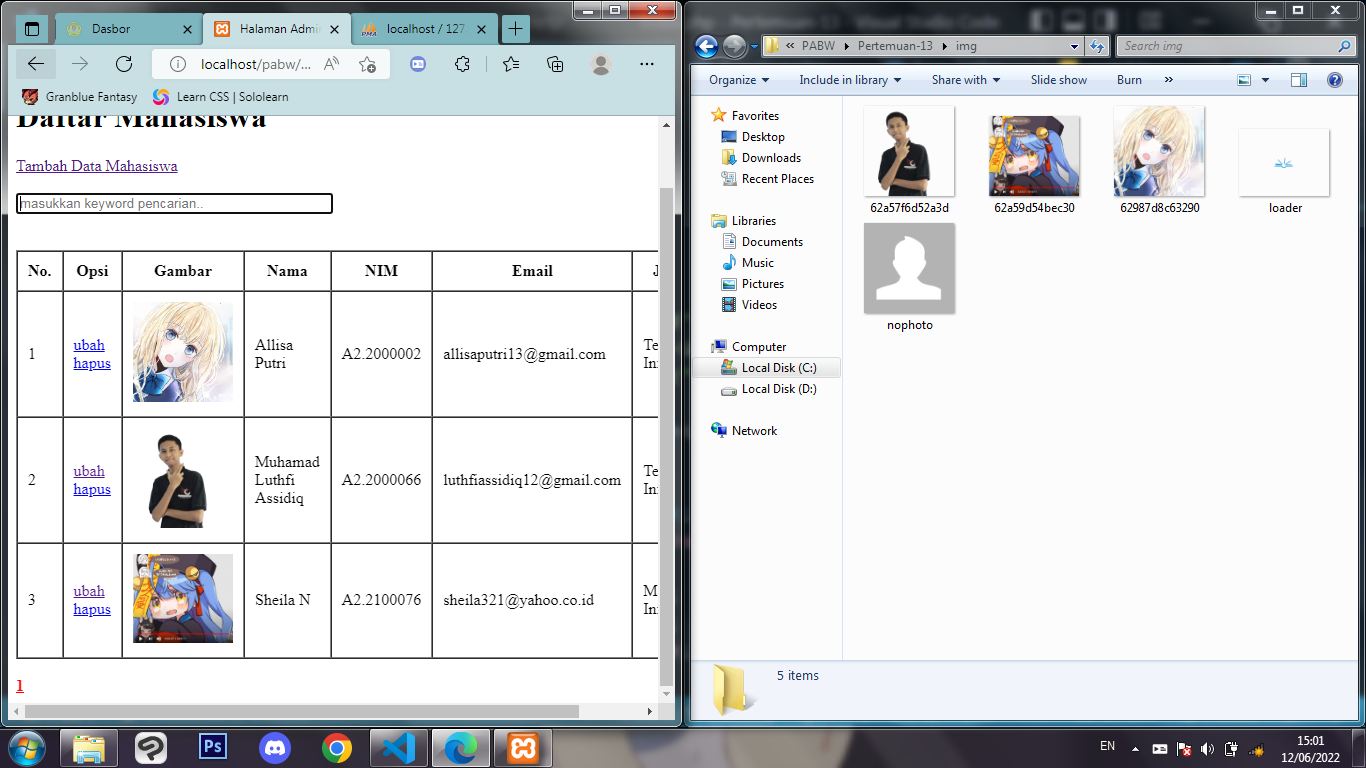 Dasbor
Halaman Admi
localhost / 127
localhost/pabw/...
Granblue Fantasy
Learn CSS | Sololearn
Daftar Mahasiswa
Tambah Data Mahasiswa
masukkan keyword pencarian..
No. Opsi Gambar Nama NIM Email J
1 ubah hapus Allisa Putri A2.2000002 allisaputri13@gmail.com Te In
2 ubah hapus Muhamad Luthfi Assidiq A2.2000066 luthfiassidiq12@gmail.com Te In
3 ubah hapus Sheila N A2.2100076 sheila321@yahoo.co.id M In
1
« PABW Pertemuan-13 img
Search img
Organize Include in library Share with Slide show Burn »
Favorites
Desktop
Downloads
Recent Places
Libraries
Documents
Music
Pictures
Videos
Computer
Local Disk (C:)
Local Disk (D:)
Network
62a57f6d52a3d 62a59d54bec30 62987d8c63290 loader
nophoto
5 items
Ps
EN
15:01
12/06/2022